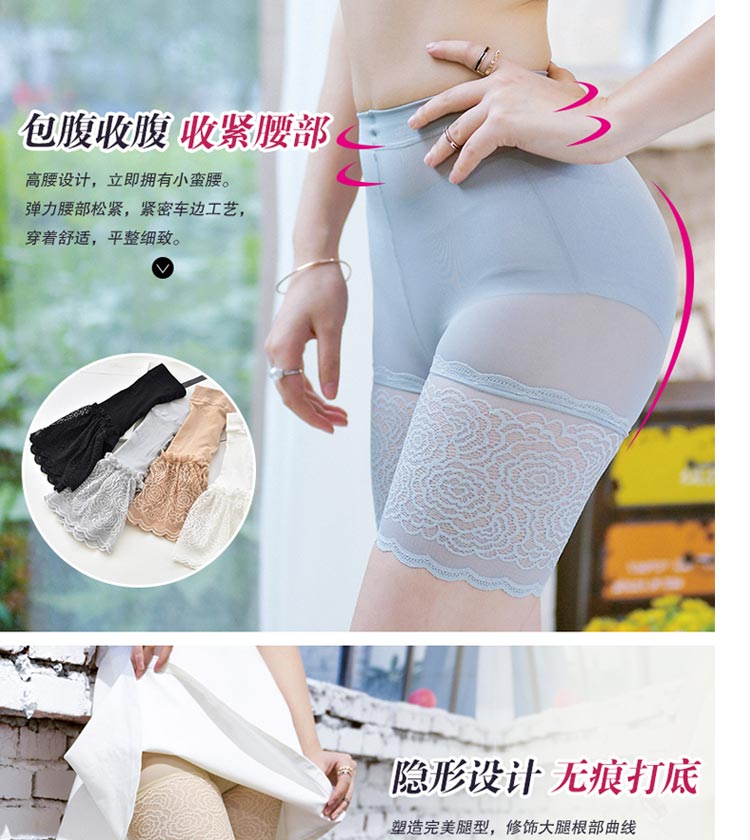 包腹收腹 收紧腰部
高腰设计，立即拥有小蛮腰。
弹力腰部松紧，紧密车边工艺，
穿着舒适，平整细致。
隐形设计 无痕打底
塑造完美腿型，修饰大腿根部曲线